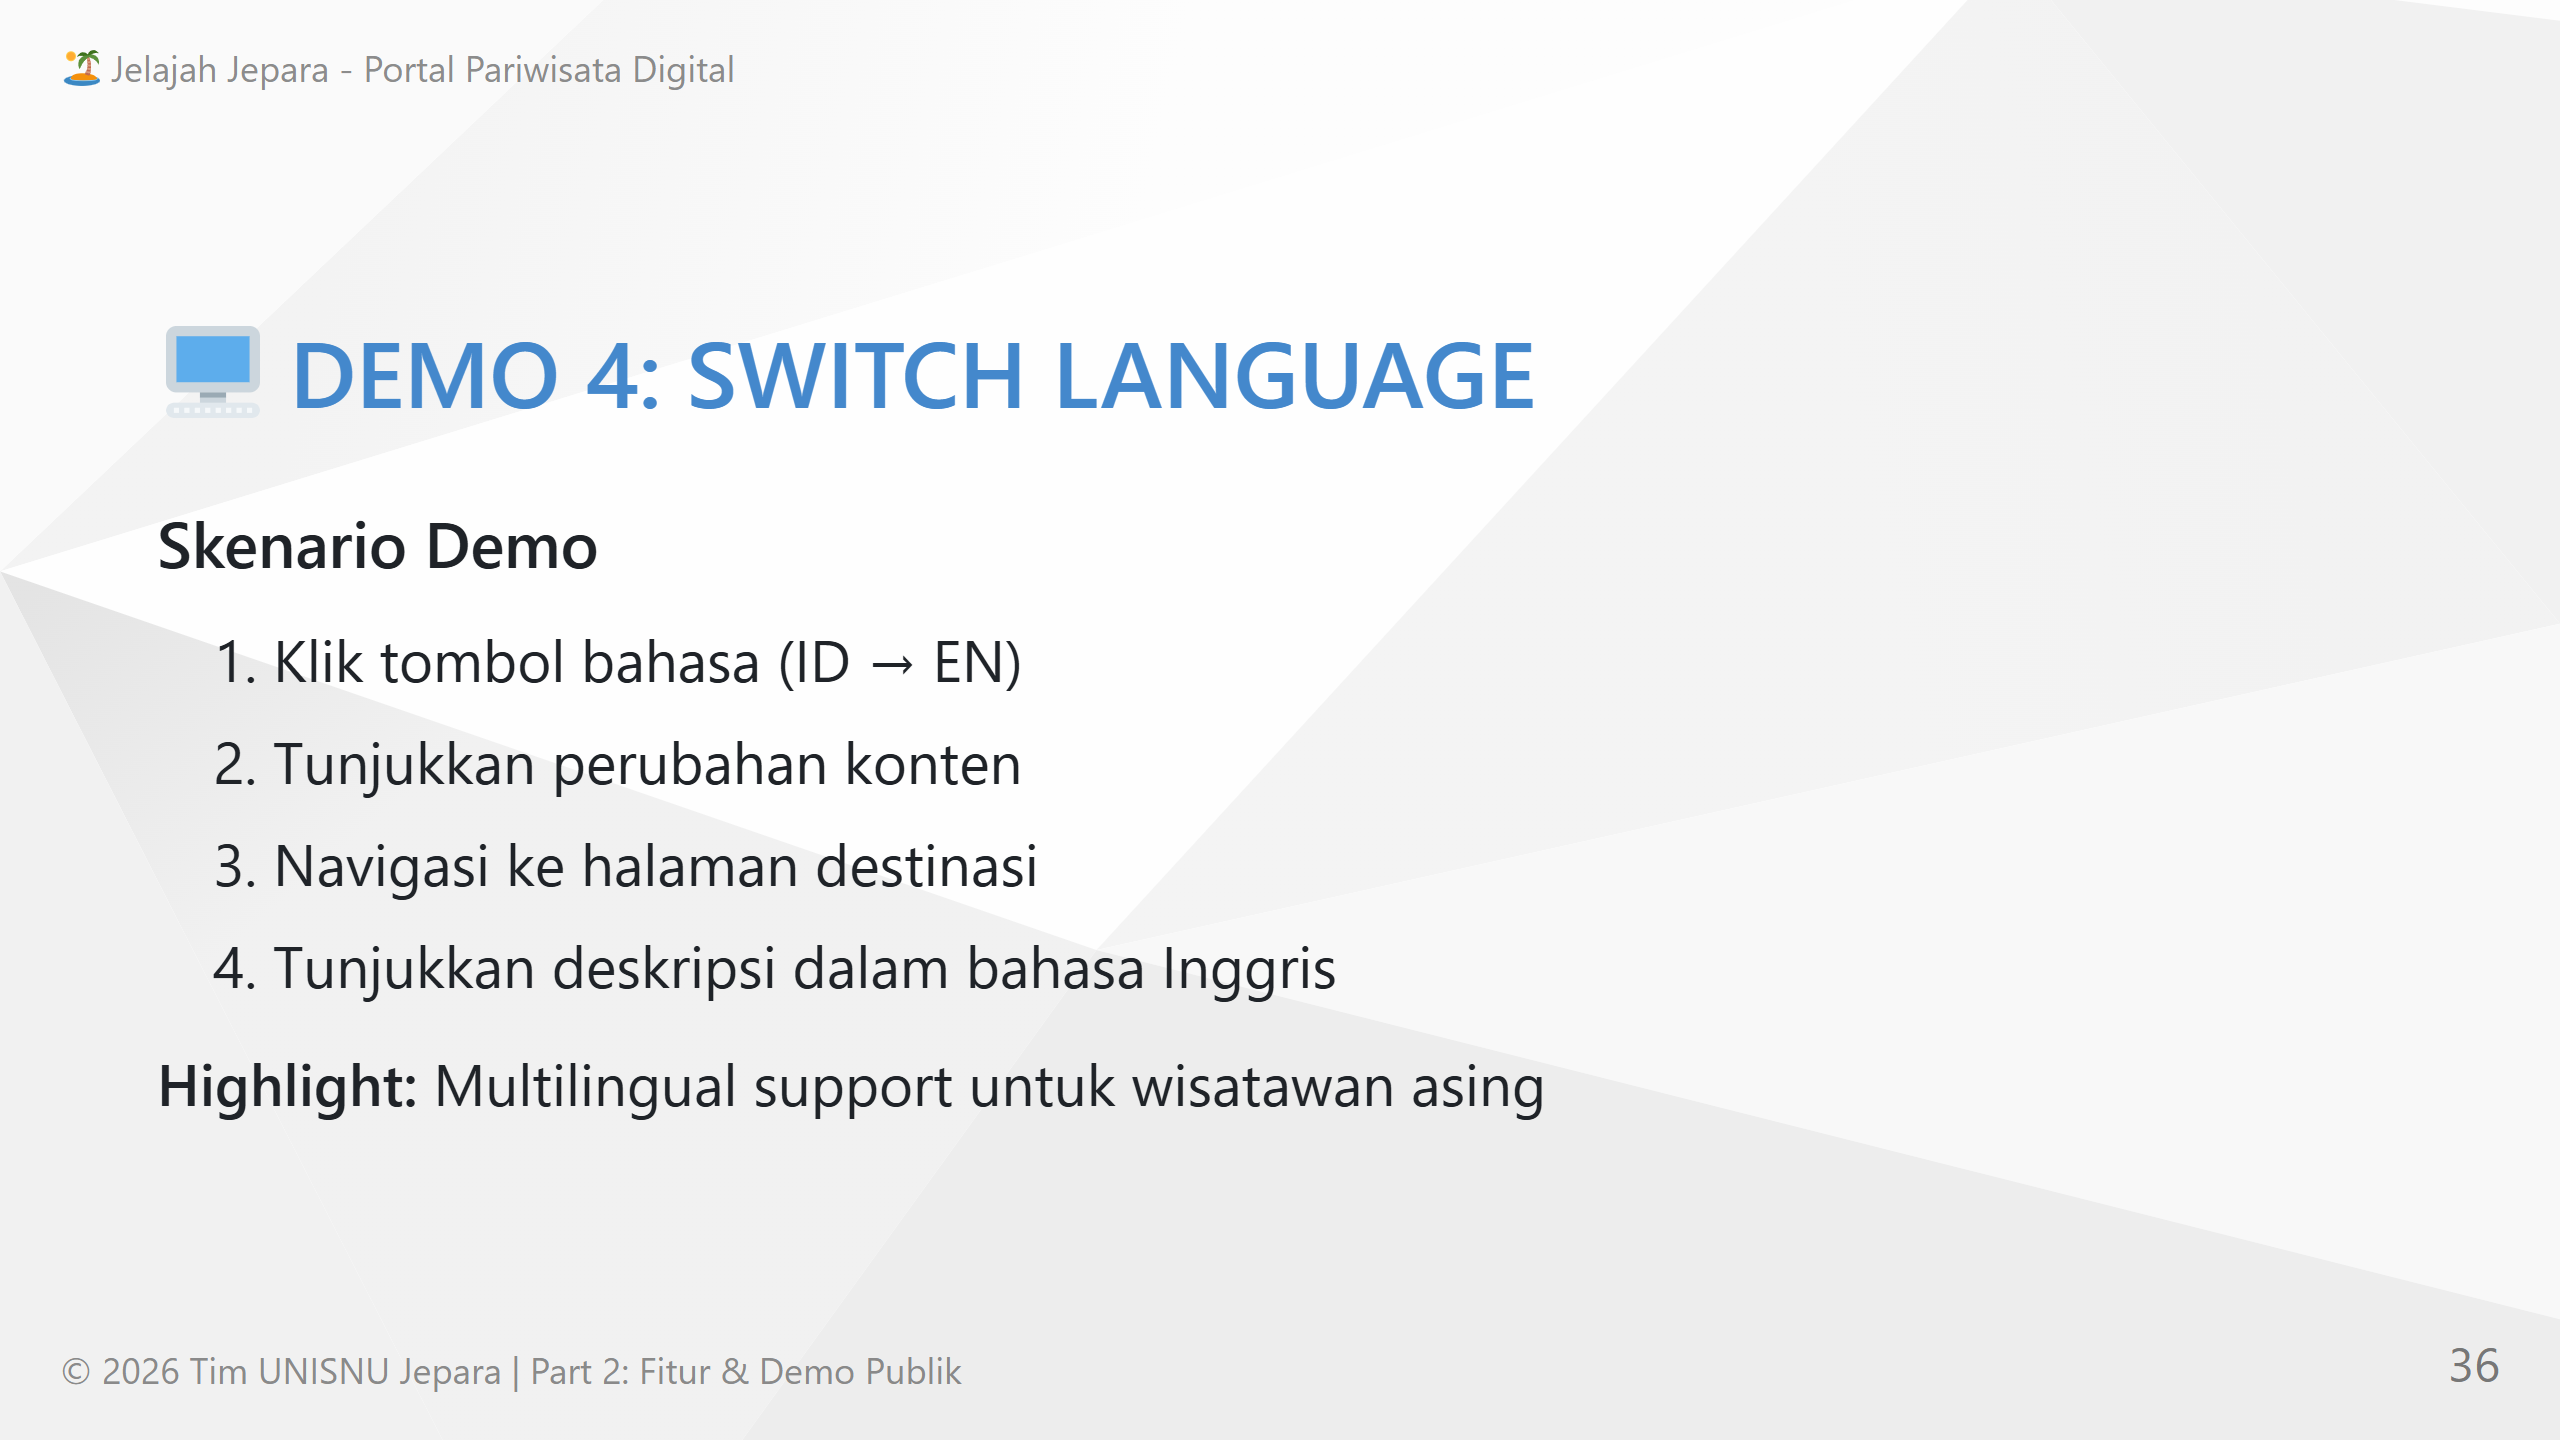 Jelajah Jepara - Portal Pariwisata Digital
DEMO 4: SWITCH LANGUAGE
Skenario Demo
1. Klik tombol bahasa (ID → EN)
2. Tunjukkan perubahan konten
3. Navigasi ke halaman destinasi
4. Tunjukkan deskripsi dalam bahasa Inggris
Highlight: Multilingual support untuk wisatawan asing
© 2026 Tim UNISNU Jepara | Part 2: Fitur & Demo Publik
36